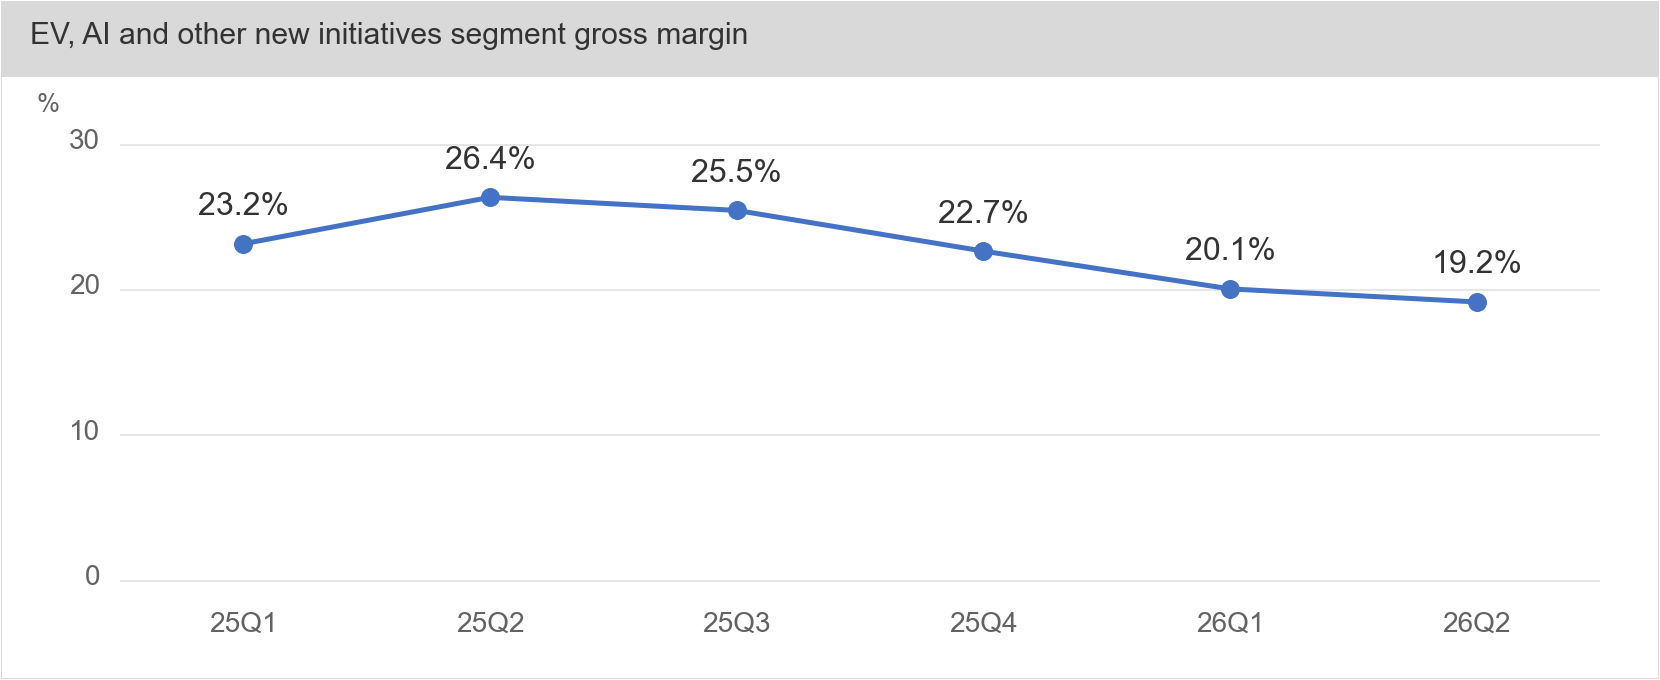 EV, AI and other new initiatives segment gross margin
%
30
20
10
0
23.2%
26.4%
25.5%
22.7%
20.1%
19.2%
25Q1
25Q2
25Q3
25Q4
26Q1
26Q2